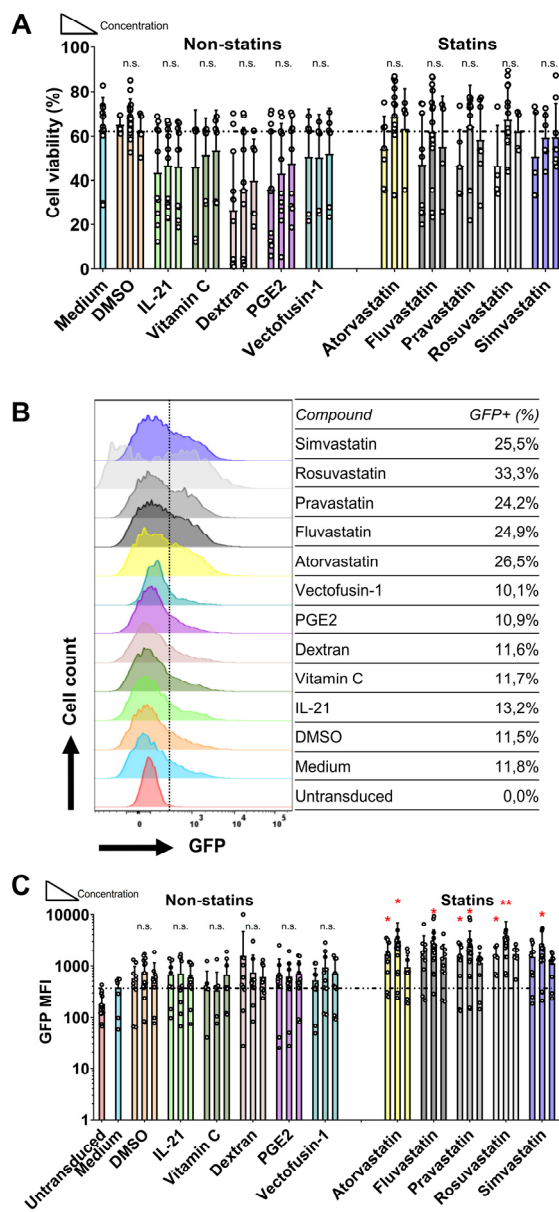 A
Concentration
Non-statins
Statins
n.s. n.s. n.s. n.s. n.s. n.s. n.s. n.s. n.s. n.s. n.s.
Cell viability (%)
100
80
60
40
20
0
Medium
DMSO
IL-21
Vitamin C
Dextran
PGE2
Vectofusin-1
Atorvastatin
Fluvastatin
Pravastatin
Rosuvastatin
Simvastatin
B
Compound GFP+ (%)
Simvastatin 25,5%
Rosuvastatin 33,3%
Pravastatin 24,2%
Fluvastatin 24,9%
Atorvastatin 26,5%
Vectofusin-1 10,1%
PGE2 10,9%
Dextran 11,6%
Vitamin C 11,7%
IL-21 13,2%
DMSO 11,5%
Medium 11,8%
Untransduced 0,0%
Cell count
0 10³ 10⁴ 10⁵
GFP
C
Concentration
Non-statins
Statins
n.s. n.s. n.s. n.s. n.s. n.s. * * * * * * ** *
GFP MFI
10000
1000
100
10
1
Untransduced
Medium
DMSO
IL-21
Vitamin C
Dextran
PGE2
Vectofusin-1
Atorvastatin
Fluvastatin
Pravastatin
Rosuvastatin
Simvastatin